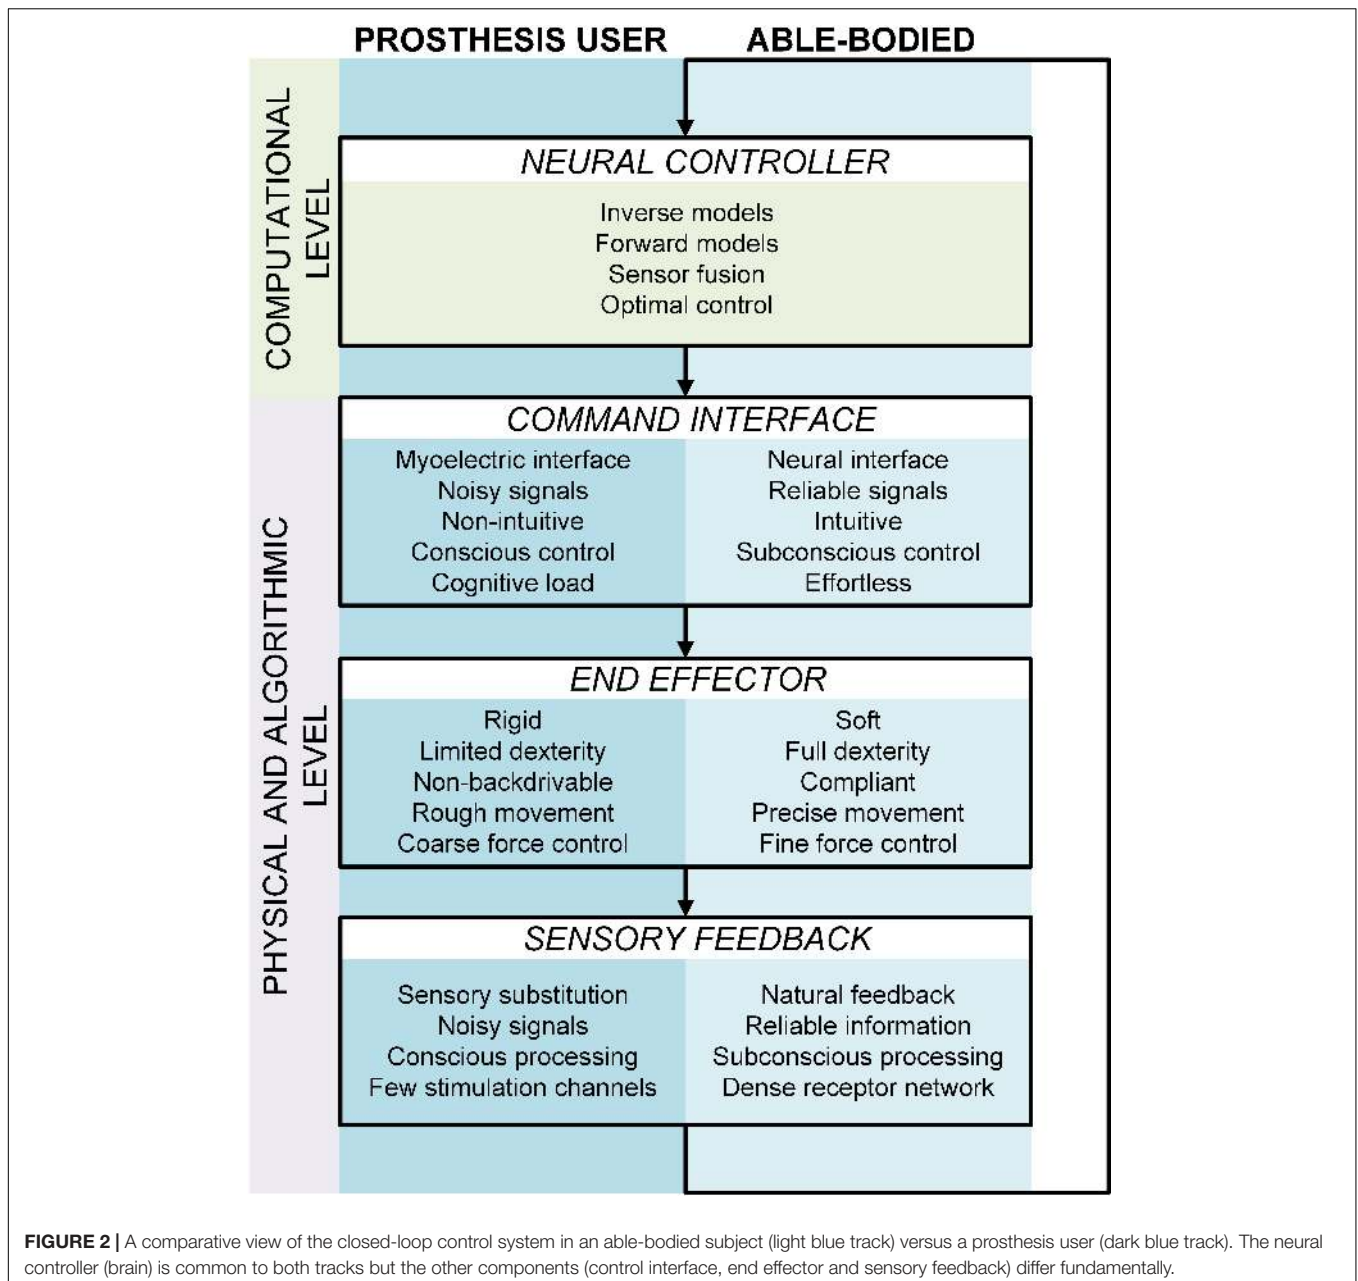 PROSTHESIS USER
ABLE-BODIED
COMPUTATIONAL
LEVEL
NEURAL CONTROLLER
Inverse models
Forward models
Sensor fusion
Optimal control
PHYSICAL AND ALGORITHMIC
LEVEL
COMMAND INTERFACE
Myoelectric interface
Noisy signals
Non-intuitive
Conscious control
Cognitive load
Neural interface
Reliable signals
Intuitive
Subconscious control
Effortless
END EFFECTOR
Rigid
Limited dexterity
Non-backdrivable
Rough movement
Coarse force control
Soft
Full dexterity
Compliant
Precise movement
Fine force control
SENSORY FEEDBACK
Sensory substitution
Noisy signals
Conscious processing
Few stimulation channels
Natural feedback
Reliable information
Subconscious processing
Dense receptor network
FIGURE 2 | A comparative view of the closed-loop control system in an able-bodied subject (light blue track) versus a prosthesis user (dark blue track). The neural
controller (brain) is common to both tracks but the other components (control interface, end effector and sensory feedback) differ fundamentally.